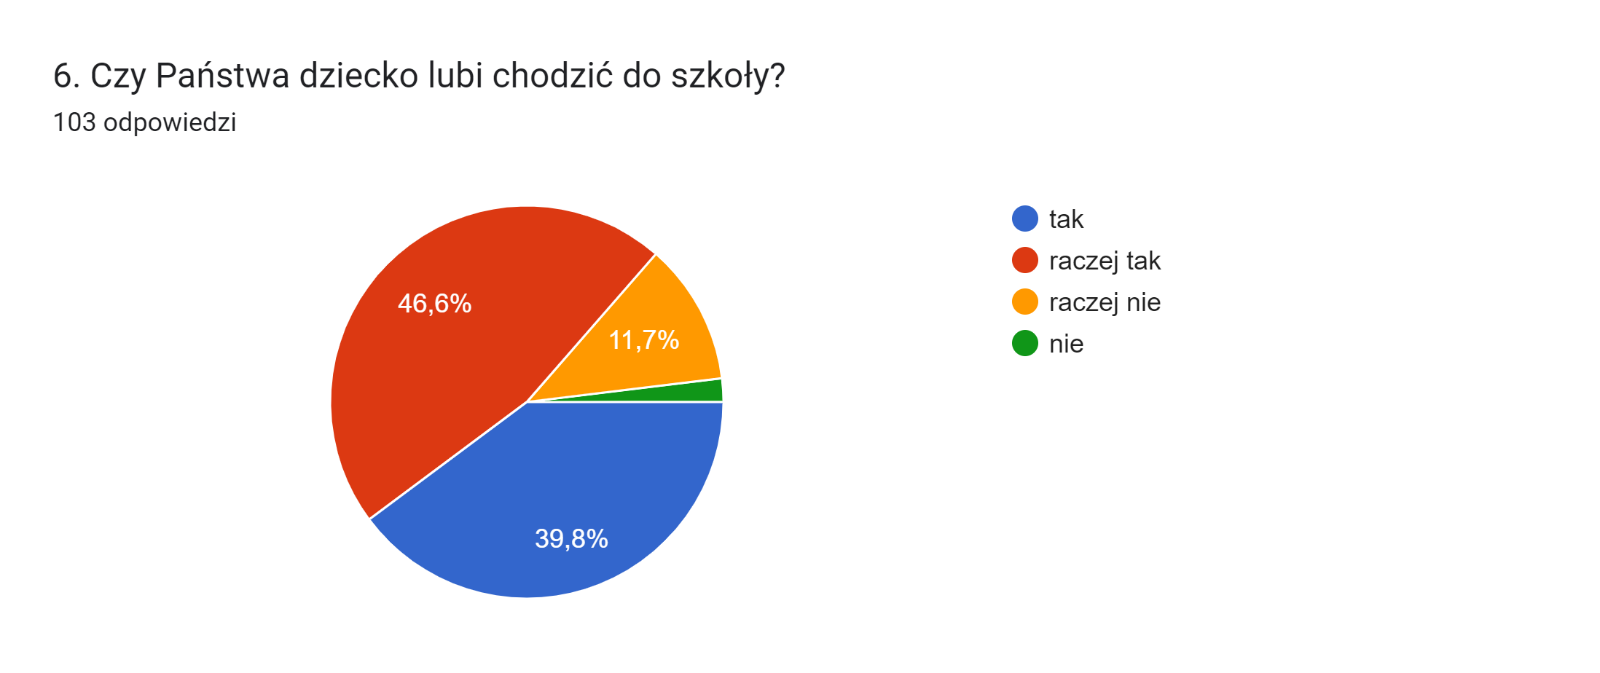 6. Czy Państwa dziecko lubi chodzić do szkoły?
103 odpowiedzi
tak
raczej tak
raczej nie
nie
46,6%
11,7%
39,8%